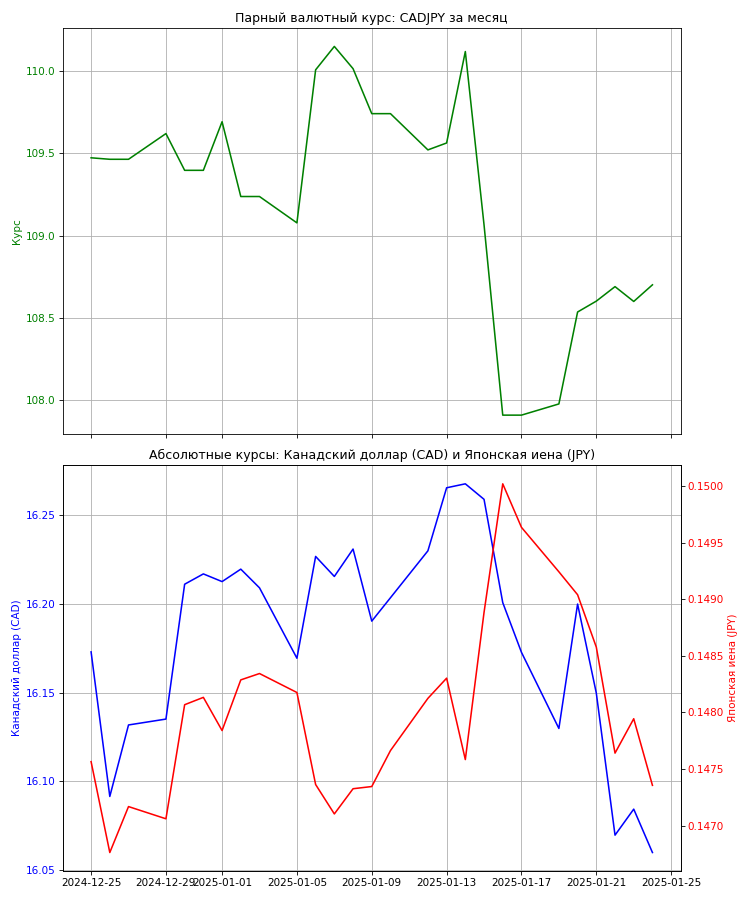 Парный валютный курс: CADJPY за месяц
110.0
109.5
109.0
108.5
108.0
Курс
Абсолютные курсы: Канадский доллар (CAD) и Японская иена (JPY)
16.25
16.20
16.15
16.10
16.05
Канадский доллар (CAD)
0.1500
0.1495
0.1490
0.1485
0.1480
0.1475
0.1470
Японская иена (JPY)
2024-12-25 2024-12-29 2025-01-01 2025-01-05 2025-01-09 2025-01-13 2025-01-17 2025-01-21 2025-01-25